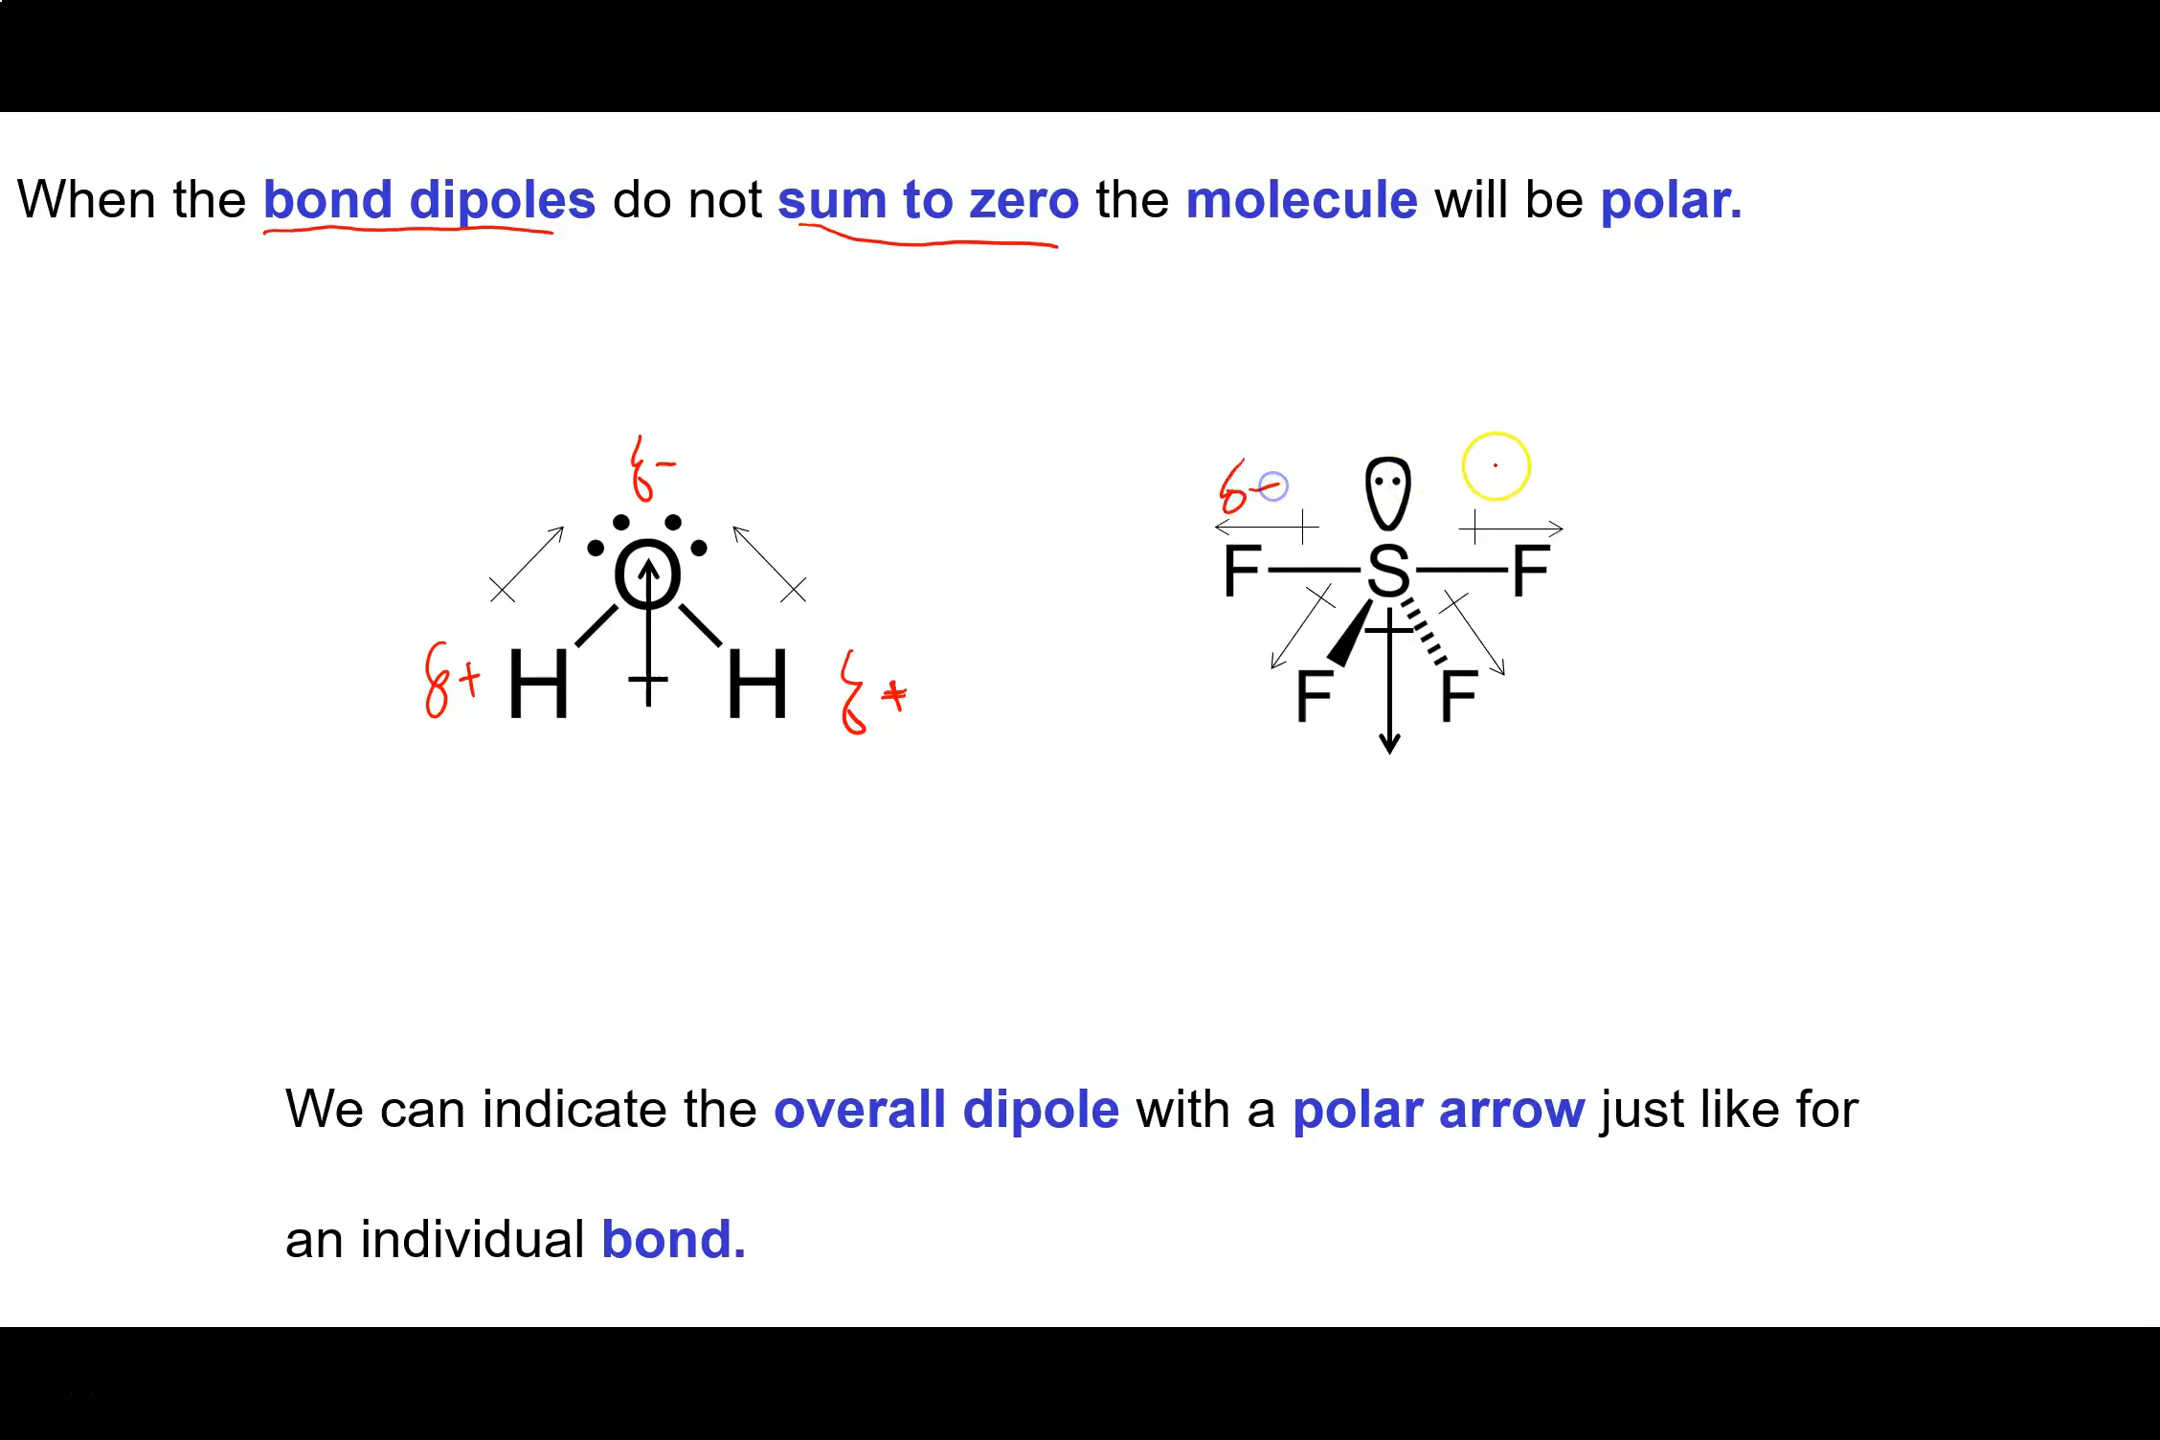 When the bond dipoles do not sum to zero the molecule will be polar.
δ-
δ-
O
F S F
δ+ H H δ+
F F
We can indicate the overall dipole with a polar arrow just like for
an individual bond.